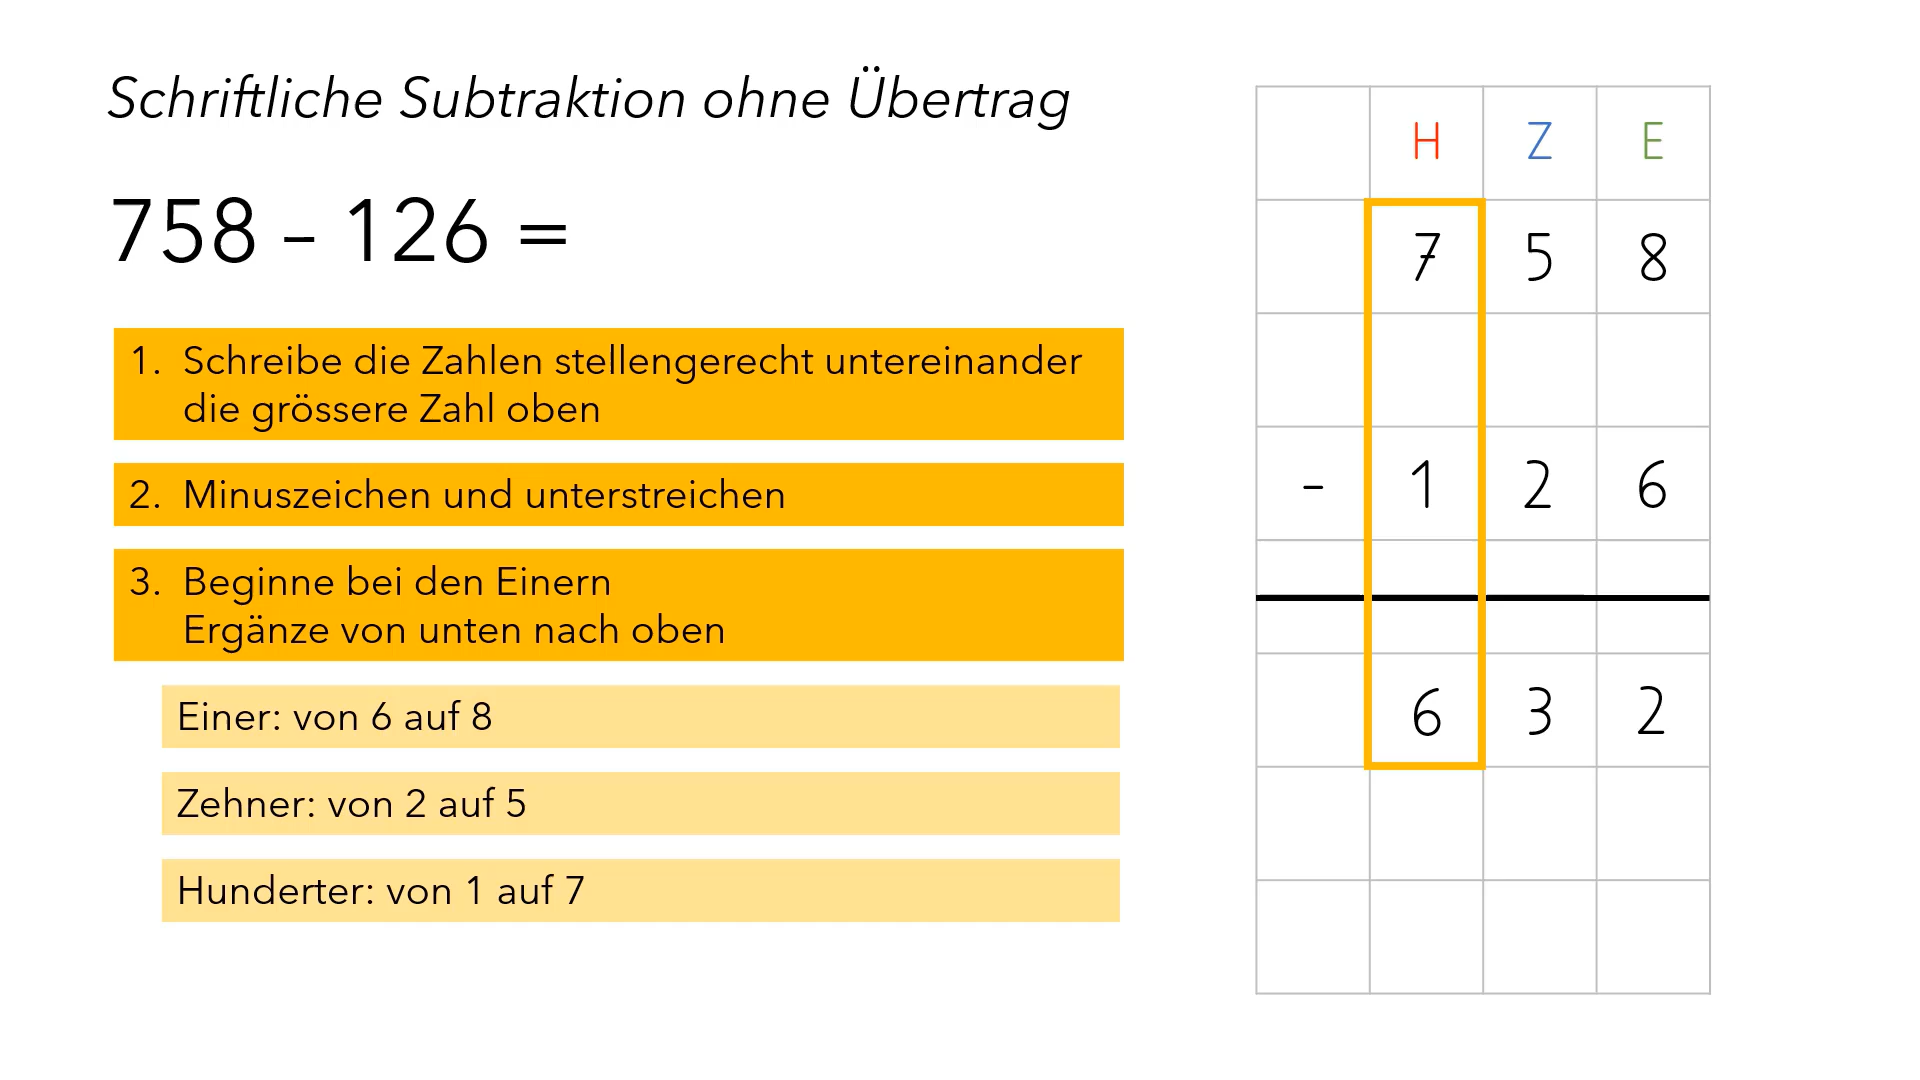 Schriftliche Subtraktion ohne Übertrag
758 – 126 =
1. Schreibe die Zahlen stellengerecht untereinander
die grössere Zahl oben
2. Minuszeichen und unterstreichen
3. Beginne bei den Einern
Ergänze von unten nach oben
Einer: von 6 auf 8
Zehner: von 2 auf 5
Hunderter: von 1 auf 7
H Z E
7 5 8
- 1 2 6
6 3 2